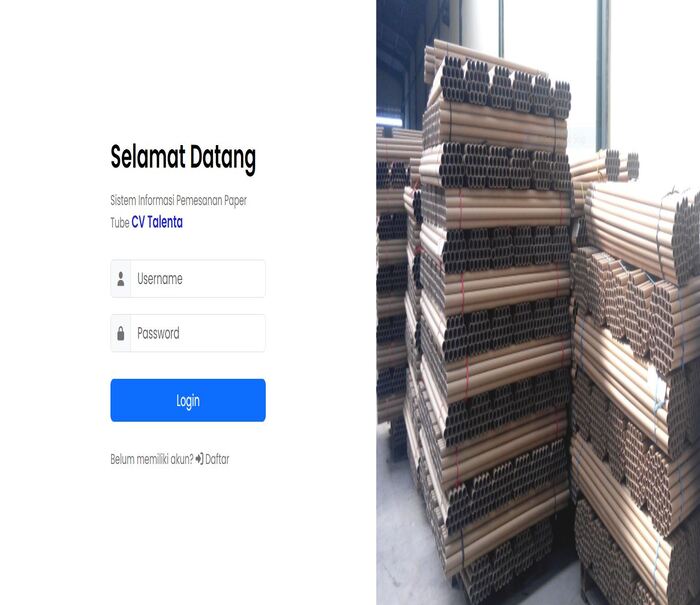 Selamat Datang
Sistem Informasi Pemesanan Paper
Tube CV Talenta
Username
Password
Login
Belum memiliki akun? Daftar